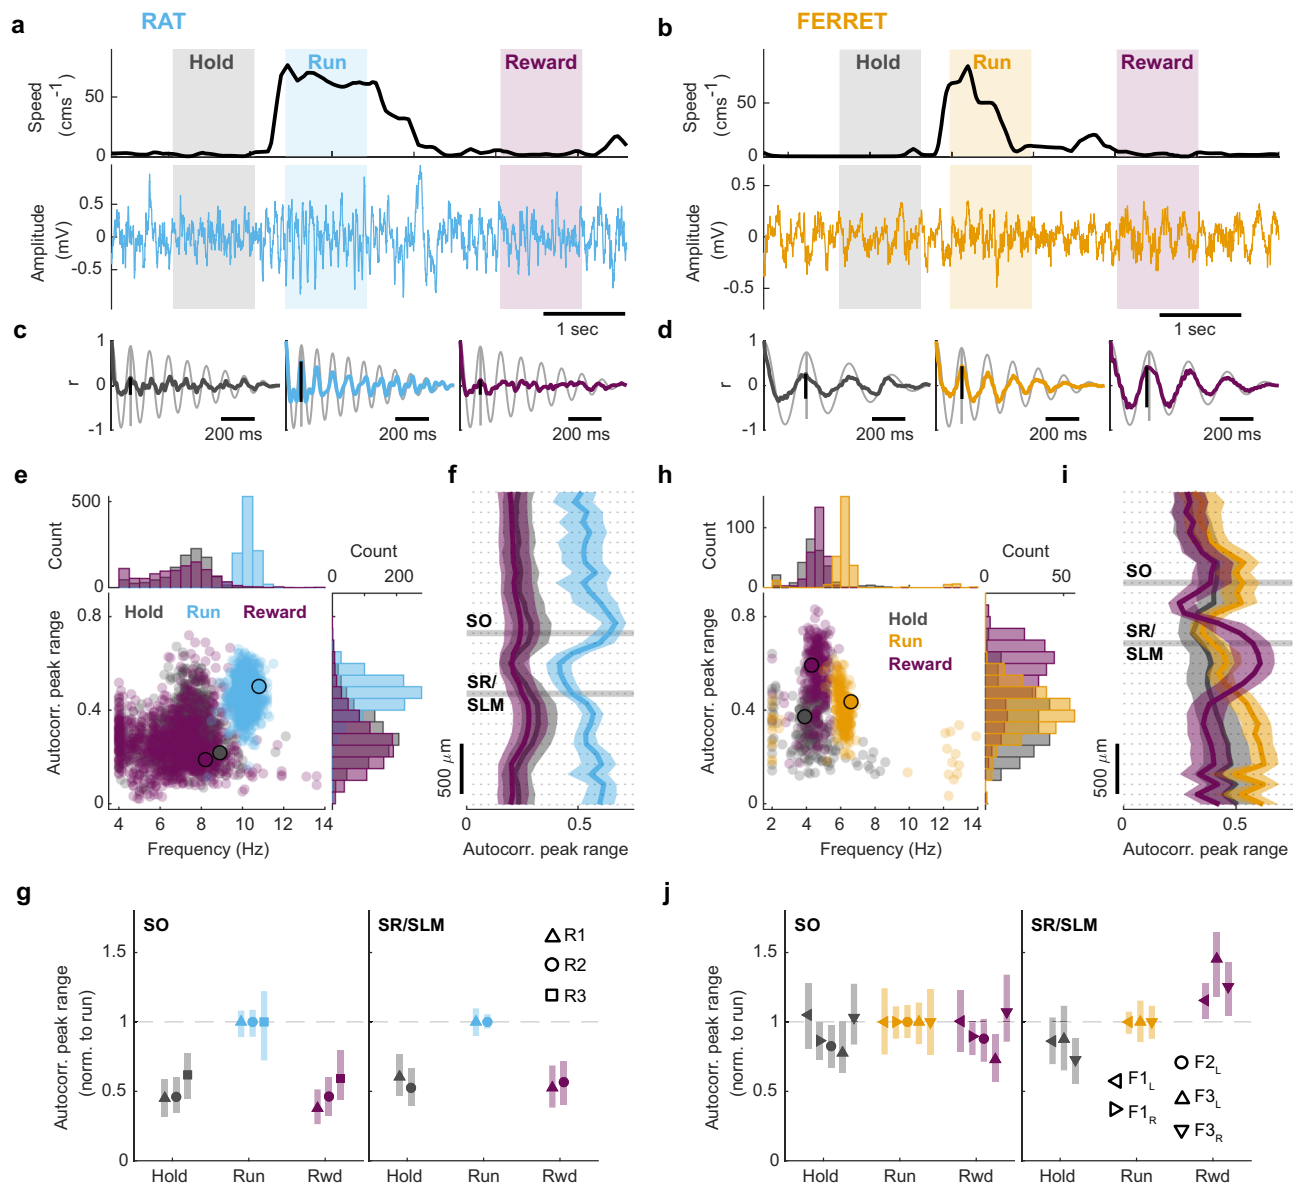 a RAT
Hold Run Reward
Speed (cms-1)
50
0
Amplitude (mV)
0.5
0
-0.5
1 sec
b FERRET
Hold Run Reward
Speed (cms-1)
50
0
Amplitude (mV)
0.5
0
-0.5
1 sec
c
r
1
0
-1
200 ms 200 ms 200 ms
d
r
1
0
-1
200 ms 200 ms 200 ms
e
Count
500
0
Count
0 200
Hold Run Reward
Autocorr. peak range
0.8
0.4
0
4 6 8 10 12 14
Frequency (Hz)
f
SO
SR/
SLM
500 μm
0 0.5
Autocorr. peak range
h
Count
100
0
Count
0 50
Hold
Run
Reward
Autocorr. peak range
0.8
0.4
0
2 4 6 8 10 12 14
Frequency (Hz)
i
SO
SR/
SLM
500 μm
0 0.5
Autocorr. peak range
g
SO SR/SLM
Autocorr. peak range
(norm. to run)
1.5
1
0.5
0
R1
R2
R3
Hold Run Rwd Hold Run Rwd
j
SO SR/SLM
Autocorr. peak range
(norm. to run)
1.5
1
0.5
0
F1L
F1R
F2L
F3L
F3R
Hold Run Rwd Hold Run Rwd